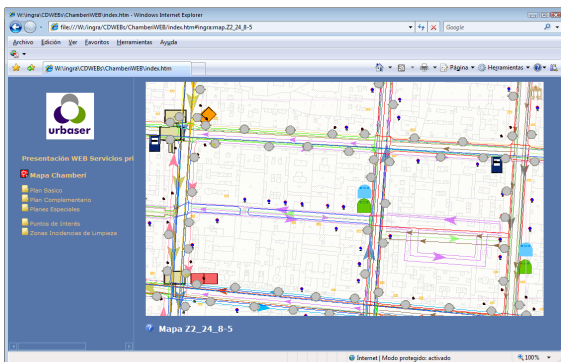 W:\ingra\CDWEBs\ChamberiWEB\index.htm - Windows Internet Explorer
file:///W:/ingra/CDWEBs/ChamberiWEB/index.htm#ingra:map.Z2_24_8-5
Google
Archivo Edición Ver Favoritos Herramientas Ayuda
W:\ingra\CDWEBs\ChamberiWEB\index.htm
Página
Herramientas
urbaser
Presentación WEB Servicios pri
Mapa Chamberí
Plan Basico
Plan Complementario
Planes Especiales
Puntos de Interés
Zonas Incidencias de Limpieza
Mapa Z2_24_8-5
Internet | Modo protegido: activado
100%